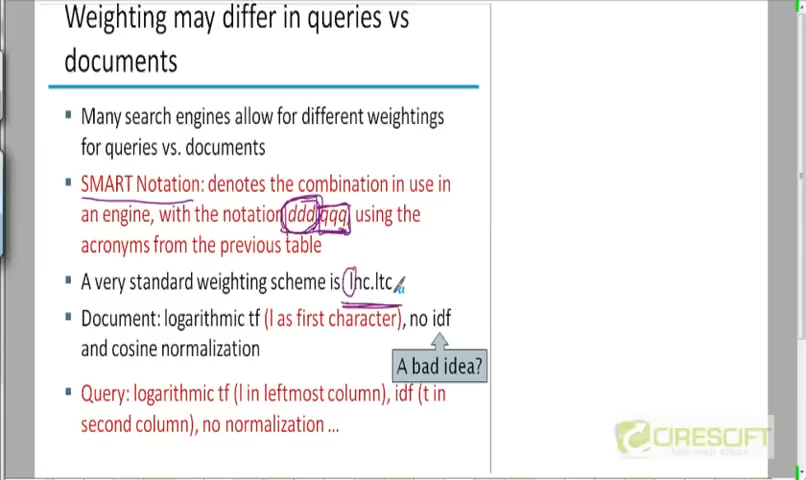 Weighting may differ in queries vs
documents
Many search engines allow for different weightings
for queries vs. documents
SMART Notation: denotes the combination in use in
an engine, with the notation ddd.qqq, using the
acronyms from the previous table
A very standard weighting scheme is lnc.ltc
Document: logarithmic tf (l as first character), no idf
and cosine normalization
A bad idea?
Query: logarithmic tf (l in leftmost column), idf (t in
second column), no normalization …